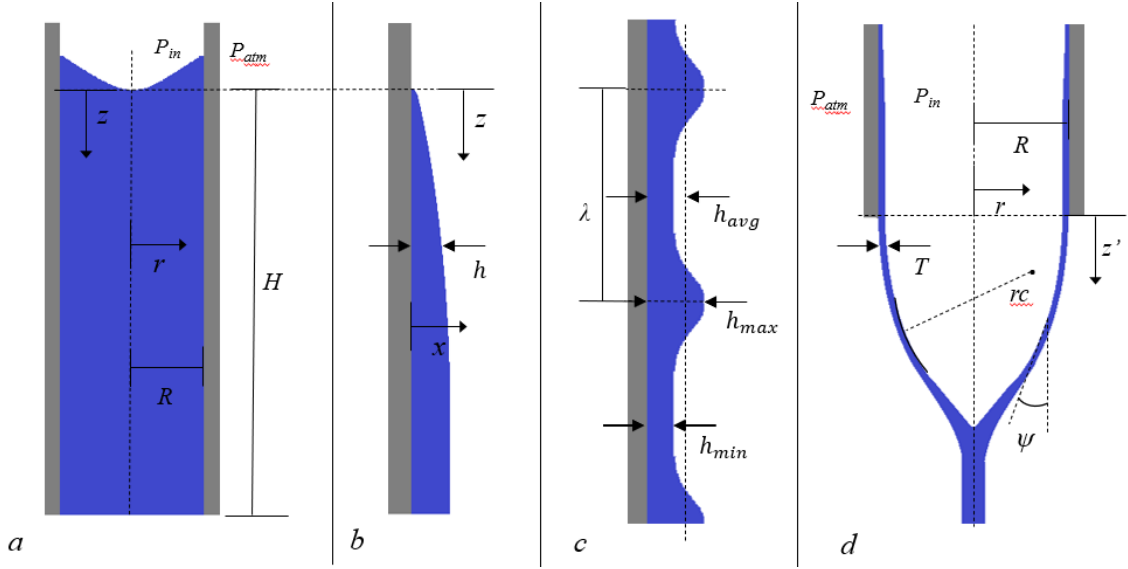 P_in
P_atm
z
r
H
R
a
z
h
x
b
λ
h_avg
h_max
h_min
c
P_atm
P_in
R
r
z’
T
rc
ψ
d